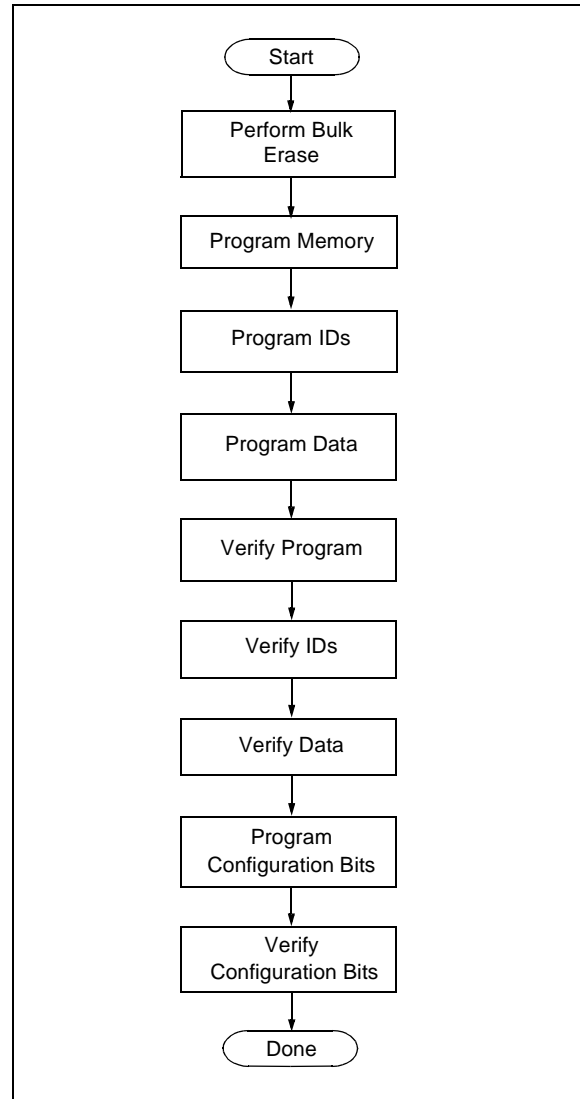 Start
Perform Bulk
Erase
Program Memory
Program IDs
Program Data
Verify Program
Verify IDs
Verify Data
Program
Configuration Bits
Verify
Configuration Bits
Done